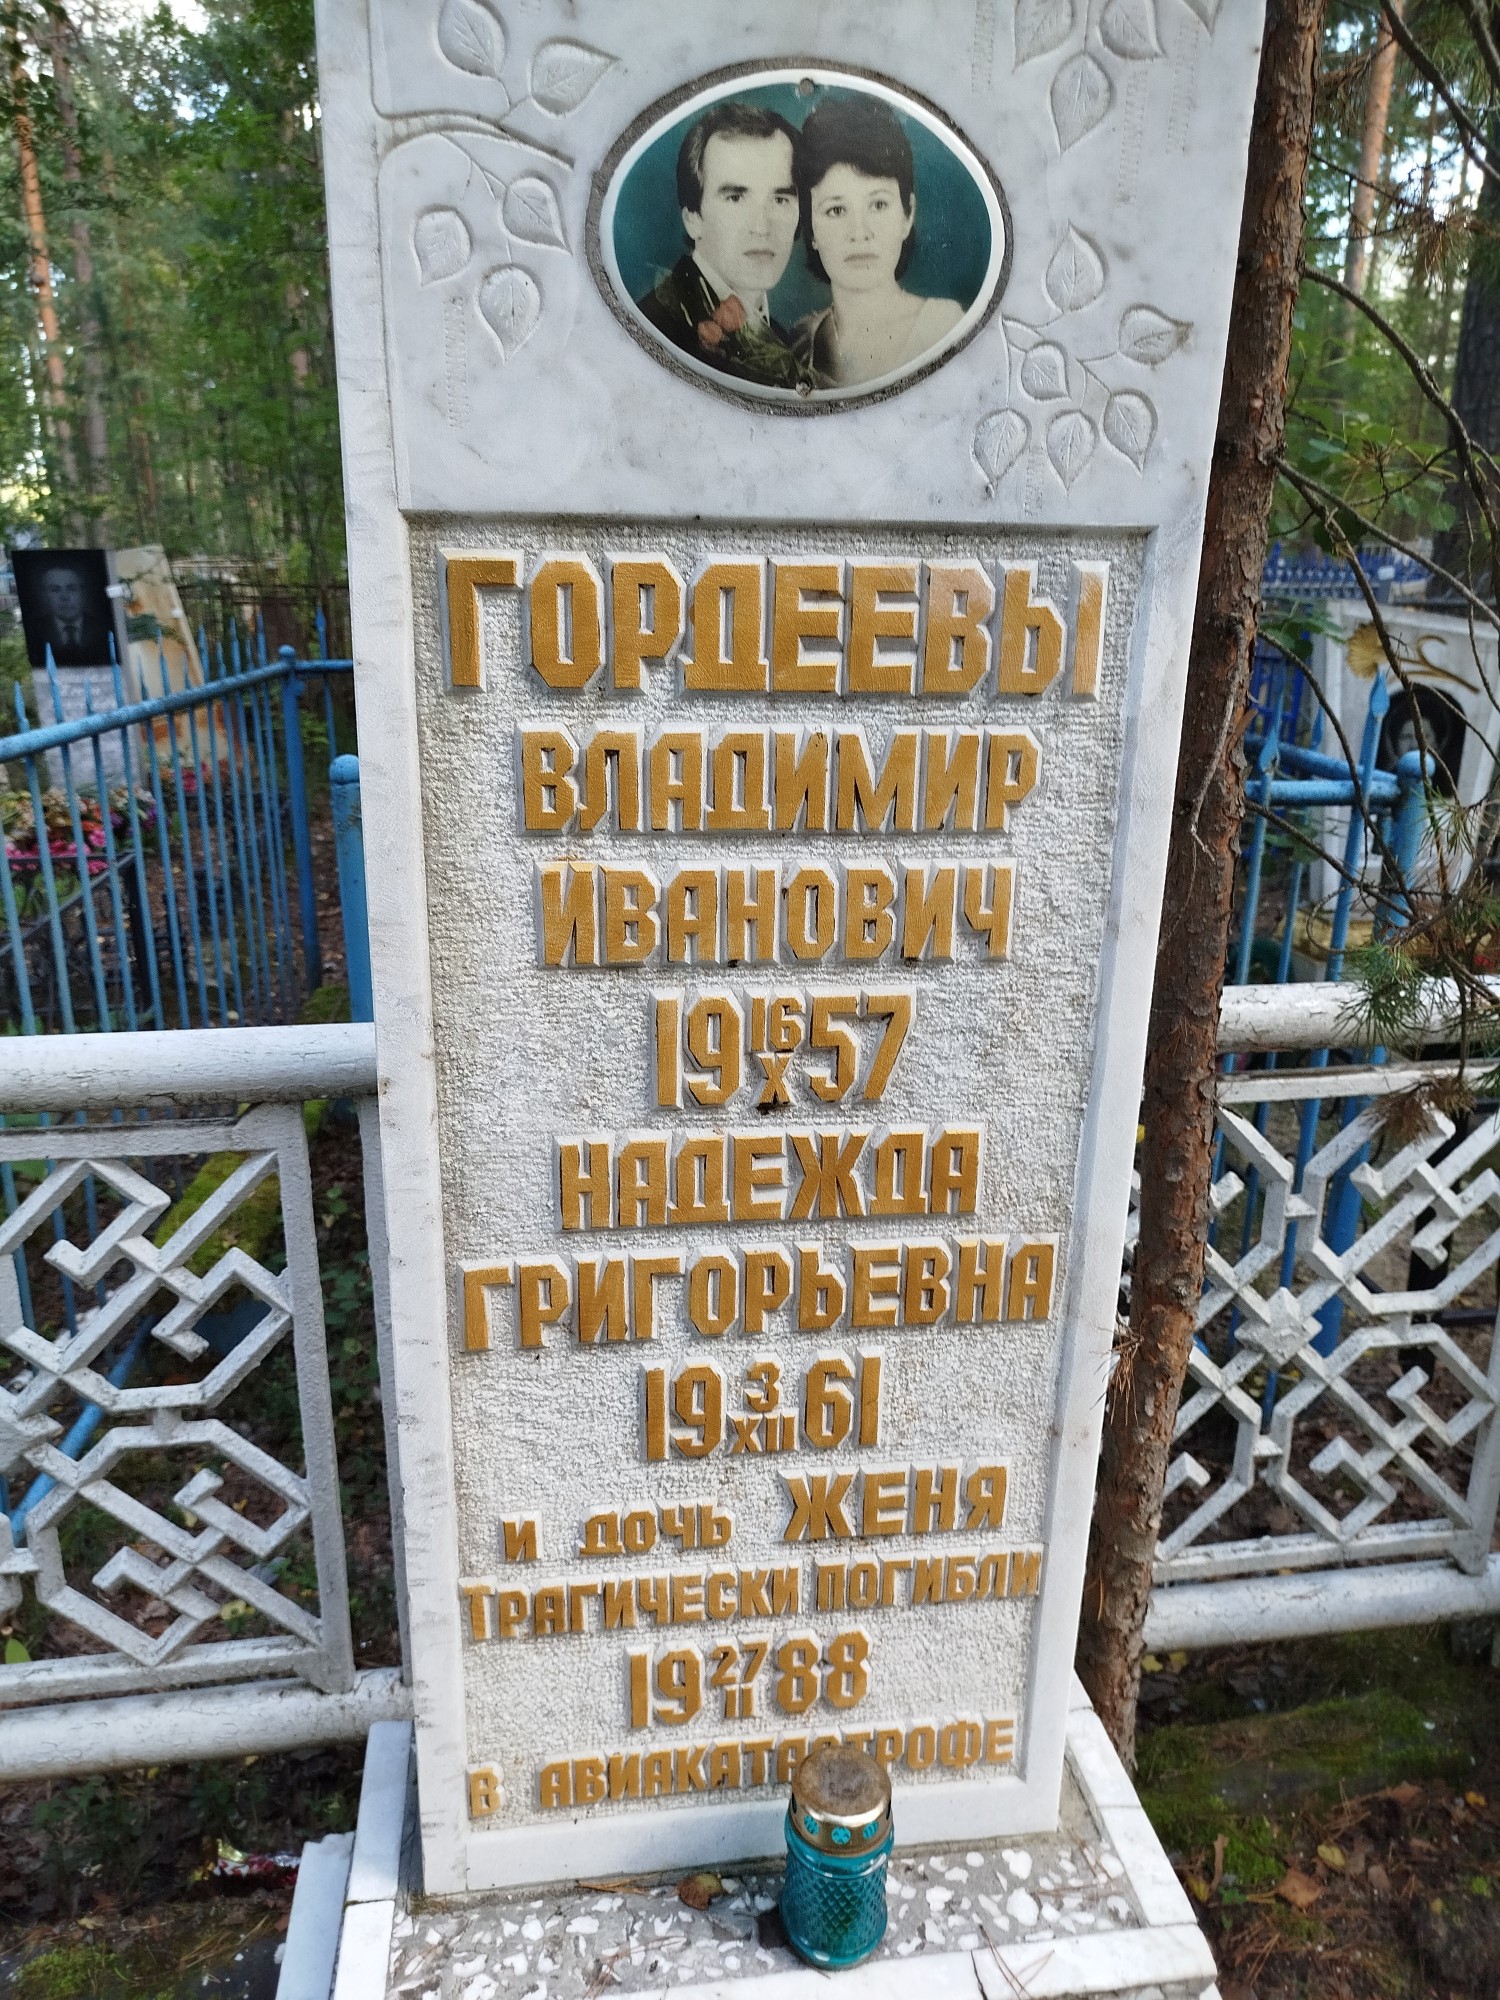 ГОРДЕЕВЫ
ВЛАДИМИР
ИВАНОВИЧ
19 16/X 57
НАДЕЖДА
ГРИГОРЬЕВНА
19 3/XII 61
И ДОЧЬ ЖЕНЯ
ТРАГИЧЕСКИ ПОГИБЛИ
19 27/II 88
В АВИАКАТАСТРОФЕ